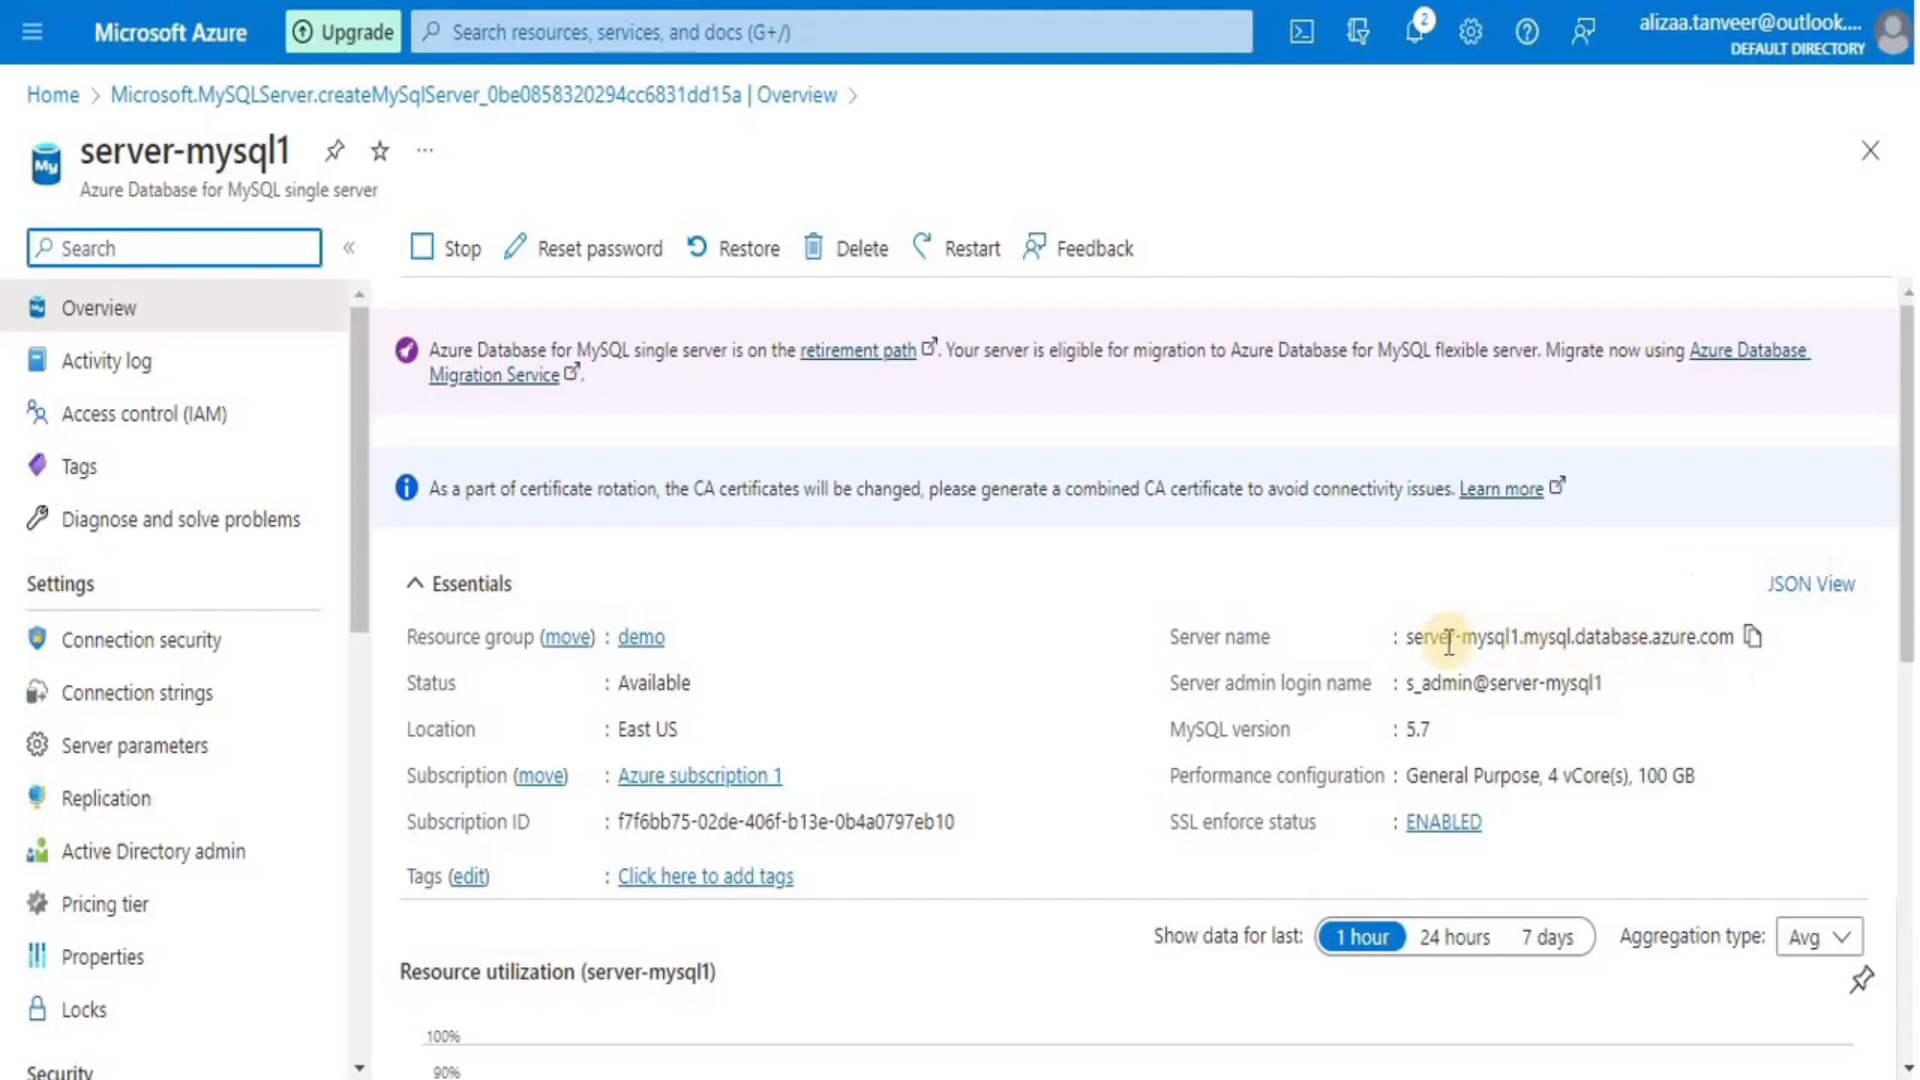 Microsoft Azure
Upgrade
Search resources, services, and docs (G+/)
2
alizaa.tanveer@outlook....
DEFAULT DIRECTORY
Home > Microsoft.MySQLServer.createMySqlServer_0be0858320294cc6831dd15a | Overview >
My
server-mysql1
...
Azure Database for MySQL single server
Search
«
Stop
Reset password
Restore
Delete
Restart
Feedback
Overview
Activity log
Access control (IAM)
Tags
Diagnose and solve problems
Settings
Connection security
Connection strings
Server parameters
Replication
Active Directory admin
Pricing tier
Properties
Locks
Security
Azure Database for MySQL single server is on the retirement path. Your server is eligible for migration to Azure Database for MySQL flexible server. Migrate now using Azure Database
Migration Service.
As a part of certificate rotation, the CA certificates will be changed, please generate a combined CA certificate to avoid connectivity issues. Learn more
Essentials
JSON View
Resource group (move) : demo
Status : Available
Location : East US
Subscription (move) : Azure subscription 1
Subscription ID : f7f6bb75-02de-406f-b13e-0b4a0797eb10
Tags (edit) : Click here to add tags
Server name : server-mysql1.mysql.database.azure.com
Server admin login name : s_admin@server-mysql1
MySQL version : 5.7
Performance configuration : General Purpose, 4 vCore(s), 100 GB
SSL enforce status : ENABLED
Show data for last: 1 hour 24 hours 7 days Aggregation type: Avg
Resource utilization (server-mysql1)
100%
90%